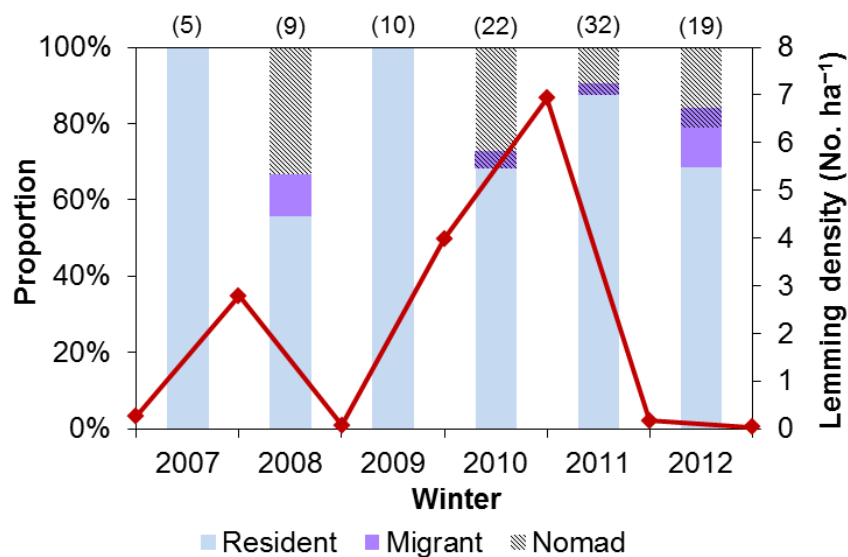 (5) (9) (10) (22) (32) (19)
100%
80%
60%
40%
20%
0%
Proportion
8
7
6
5
4
3
2
1
0
Lemming density (No. ha⁻¹)
2007 2008 2009 2010 2011 2012
Winter
Resident Migrant Nomad